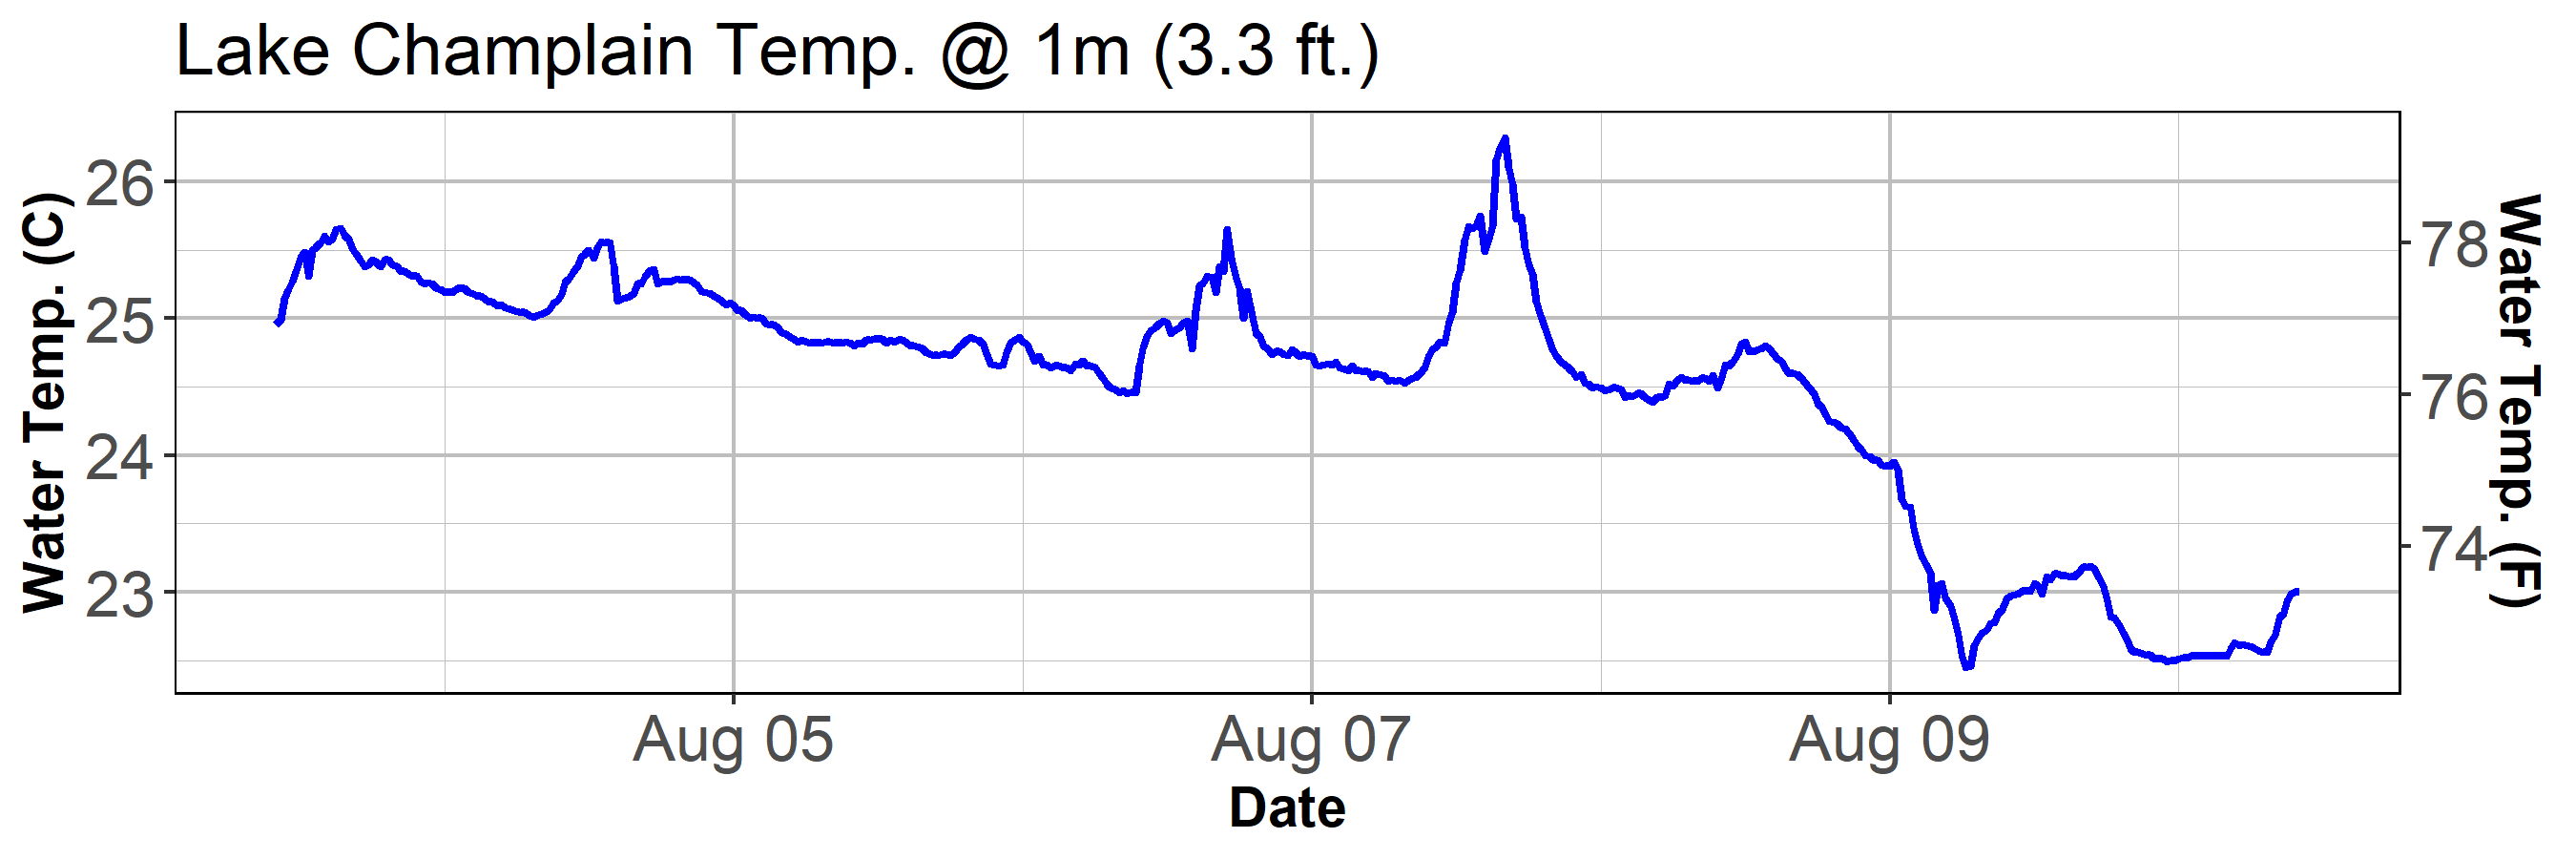 Lake Champlain Temp. @ 1m (3.3 ft.)
Water Temp. (C)
26
25
24
23
78
76
74
Water Temp. (F)
Aug 05
Aug 07
Aug 09
Date